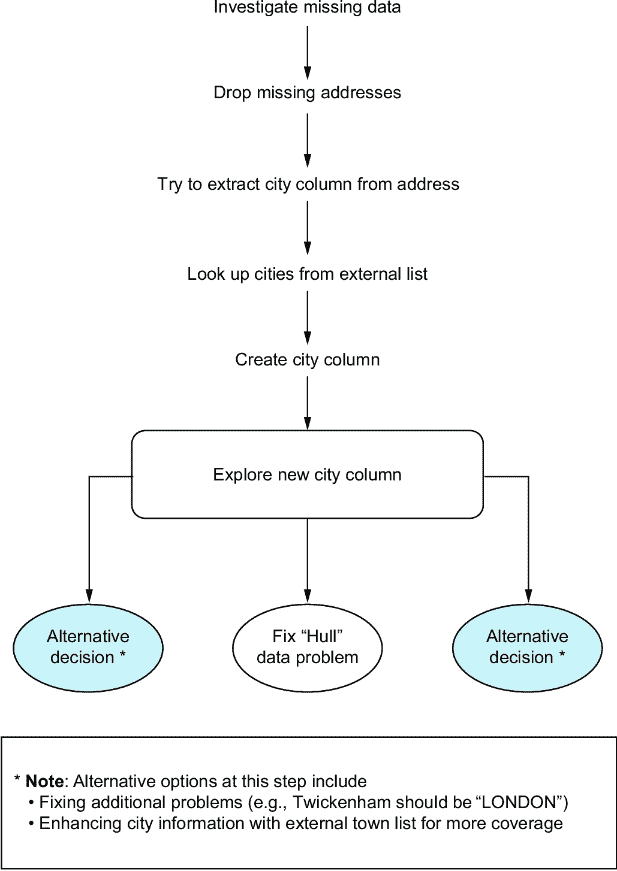 Investigate missing data
Drop missing addresses
Try to extract city column from address
Look up cities from external list
Create city column
Explore new city column
Alternative
decision *
Fix “Hull”
data problem
Alternative
decision *
* Note: Alternative options at this step include
• Fixing additional problems (e.g., Twickenham should be “LONDON”)
• Enhancing city information with external town list for more coverage